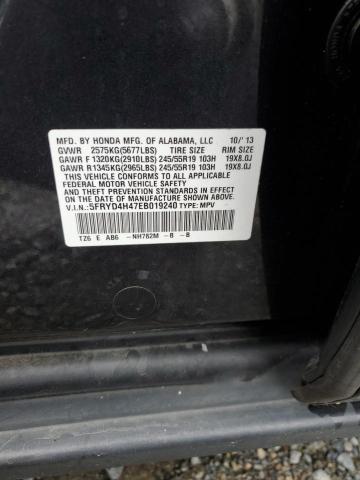 MFD. BY HONDA MFG. OF ALABAMA, LLC 10/'13
GVWR 2575KG(5677LBS) TIRE SIZE RIM SIZE
GAWR F 1320KG(2910LBS) 245/55R19 103H 19X8.0J
GAWR R 1345KG(2965LBS) 245/55R19 103H 19X8.0J
THIS VEHICLE CONFORMS TO ALL APPLICABLE
FEDERAL MOTOR VEHICLE SAFETY AND THEFT
PREVENTION STANDARDS IN EFFECT ON THE
DATE OF MANUFACTURE SHOWN ABOVE.
V.I.N.: 5FRYD4H47EB019240 TYPE: MPV
TZ6 E AB6 -NH782M -B -B